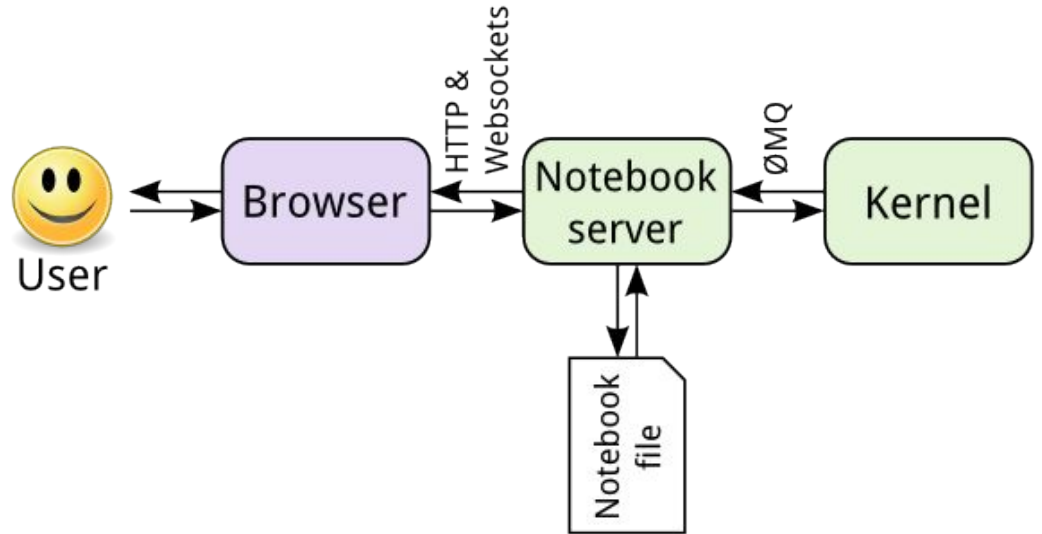 User
Browser
HTTP &
Websockets
Notebook
server
ØMQ
Kernel
Notebook
file